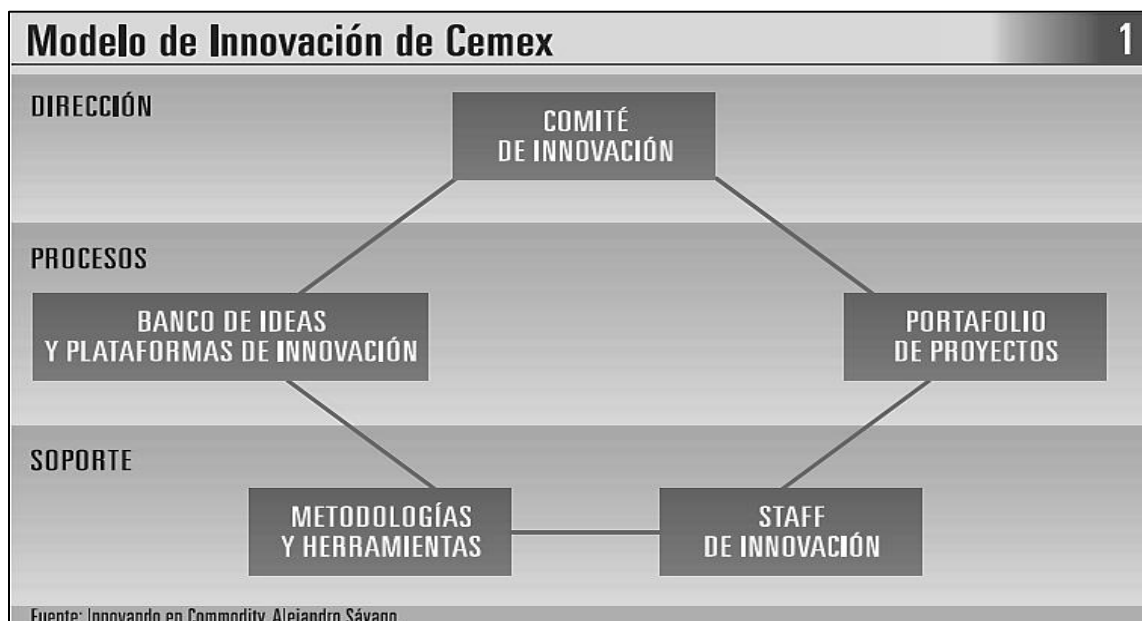 Modelo de Innovación de Cemex 1
DIRECCIÓN
COMITÉ
DE INNOVACIÓN
PROCESOS
BANCO DE IDEAS
Y PLATAFORMAS DE INNOVACIÓN
PORTAFOLIO
DE PROYECTOS
SOPORTE
METODOLOGÍAS
Y HERRAMIENTAS
STAFF
DE INNOVACIÓN
Fuente: Innovando en Commodity, Alejandro Sáyago